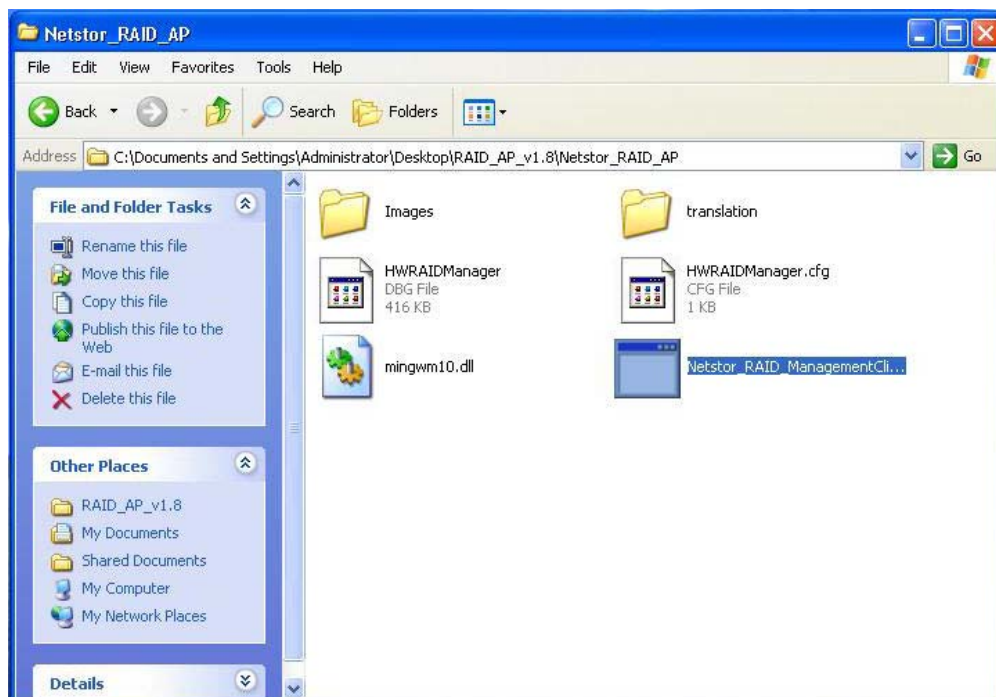 Netstor_RAID_AP
File Edit View Favorites Tools Help
Back Search Folders
Address C:\Documents and Settings\Administrator\Desktop\RAID_AP_v1.8\Netstor_RAID_AP Go
File and Folder Tasks
Rename this file
Move this file
Copy this file
Publish this file to the
Web
E-mail this file
Delete this file
Other Places
RAID_AP_v1.8
My Documents
Shared Documents
My Computer
My Network Places
Details
Images
translation
HWRAIDManager
DBG File
416 KB
HWRAIDManager.cfg
CFG File
1 KB
mingwm10.dll
Netstor_RAID_ManagementCli...